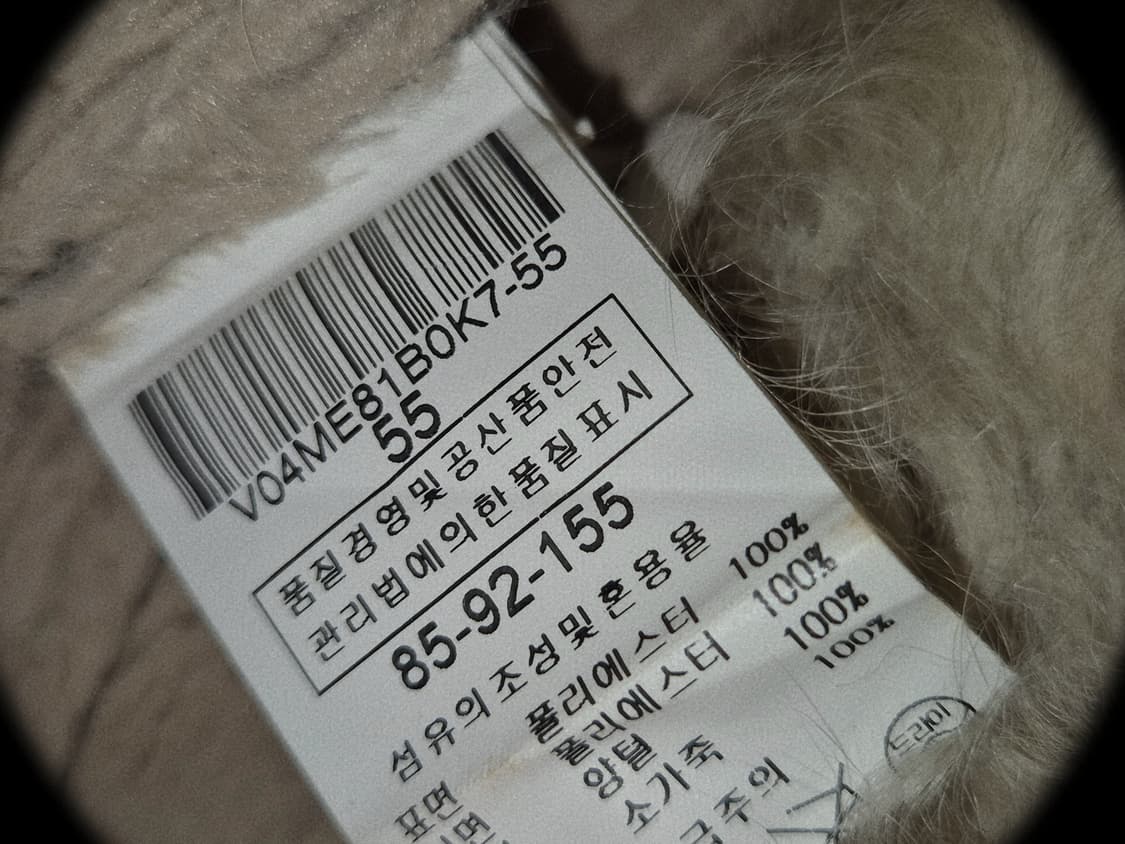 V04ME81B0K7-55
55
품질경영및공산품안전
관리법에의한품질표시
85-92-155
섬유의조성및혼용율
표면 폴리에스터 100%
폴리에스터 100%
양털 100%
소가죽 100%
드라이